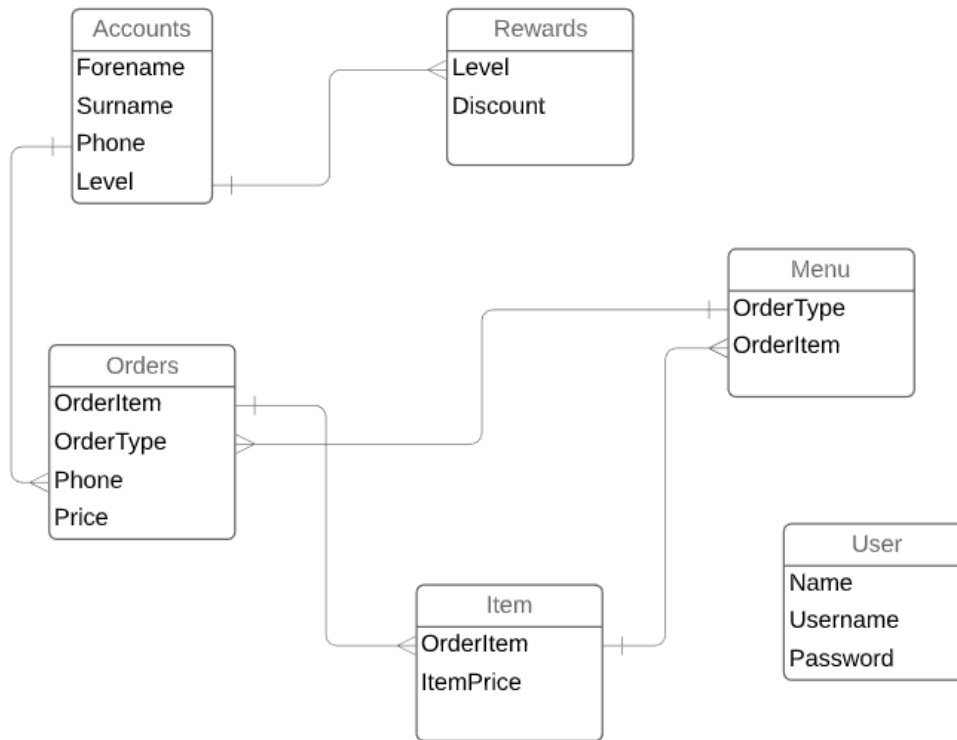 Accounts
Forename
Surname
Phone
Level
Rewards
Level
Discount
Menu
OrderType
OrderItem
Orders
OrderItem
OrderType
Phone
Price
Item
OrderItem
ItemPrice
User
Name
Username
Password